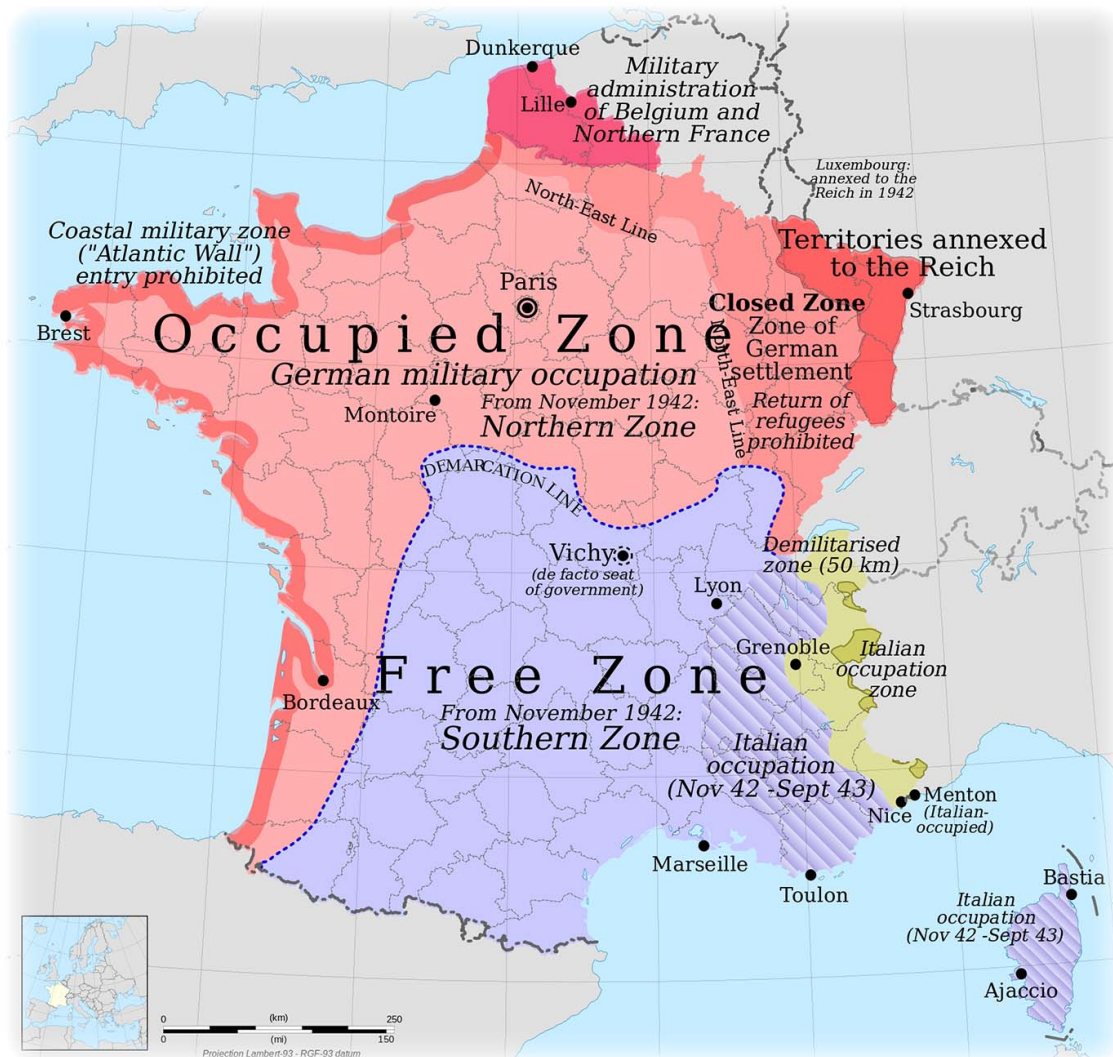 Dunkerque
Military
administration
of Belgium and
Northern France
Lille
Luxembourg:
annexed to the
Reich in 1942
North-East Line
Coastal military zone
("Atlantic Wall")
entry prohibited
Territories annexed
to the Reich
Paris
Strasbourg
Closed Zone
Zone of
German
settlement
Return of
refugees
prohibited
North-East Line
Brest
Occupied Zone
German military occupation
From November 1942:
Northern Zone
Montoire
DEMARCATION LINE
Vichy
(de facto seat
of government)
Demilitarised
zone (50 km)
Lyon
Grenoble
Italian
occupation
zone
Free Zone
From November 1942:
Southern Zone
Bordeaux
Italian
occupation
(Nov 42 -Sept 43)
Menton
(Italian-
occupied)
Nice
Marseille
Toulon
Bastia
Italian
occupation
(Nov 42 -Sept 43)
Ajaccio
0 (km) 250
0 (mi) 150
Projection Lambert-93 - RGF-93 datum